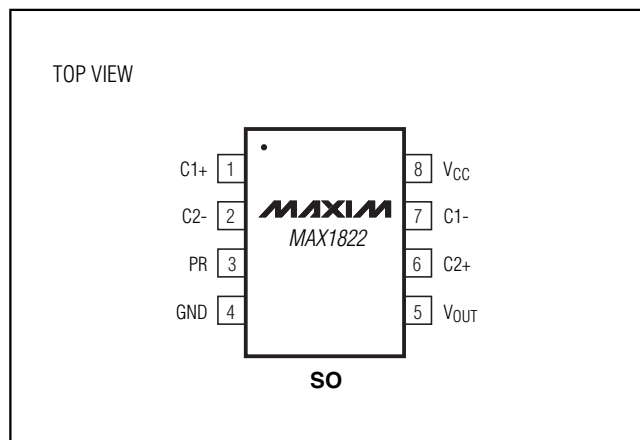 TOP VIEW
C1+ 1
C2- 2
PR 3
GND 4
MAXIM
MAX1822
8 VCC
7 C1-
6 C2+
5 VOUT
SO